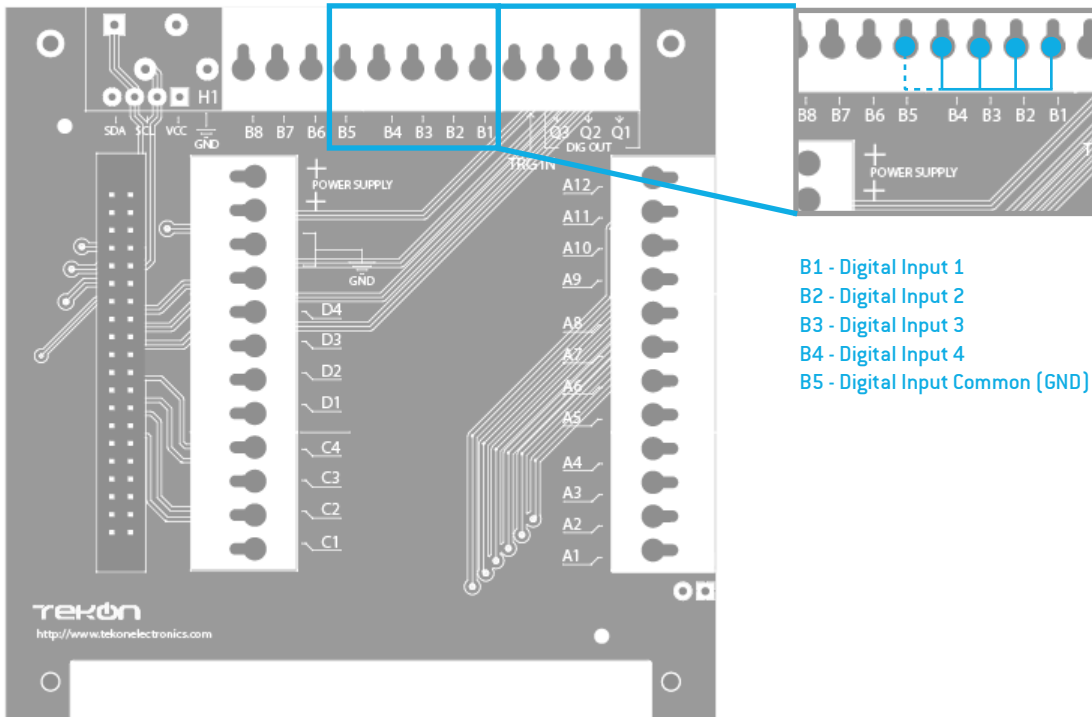 H1
SDA SCL VCC GND B8 B7 B6 B5 B4 B3 B2 B1 Q3 Q2 Q1
DIG OUT
TRG IN
POWER SUPPLY
GND
D4
D3
D2
D1
C4
C3
C2
C1
A12
A11
A10
A9
A8
A7
A6
A5
A4
A3
A2
A1
TEKON
http://www.tekonelectronics.com
B8 B7 B6 B5 B4 B3 B2 B1
POWER SUPPLY
B1 - Digital Input 1
B2 - Digital Input 2
B3 - Digital Input 3
B4 - Digital Input 4
B5 - Digital Input Common (GND)